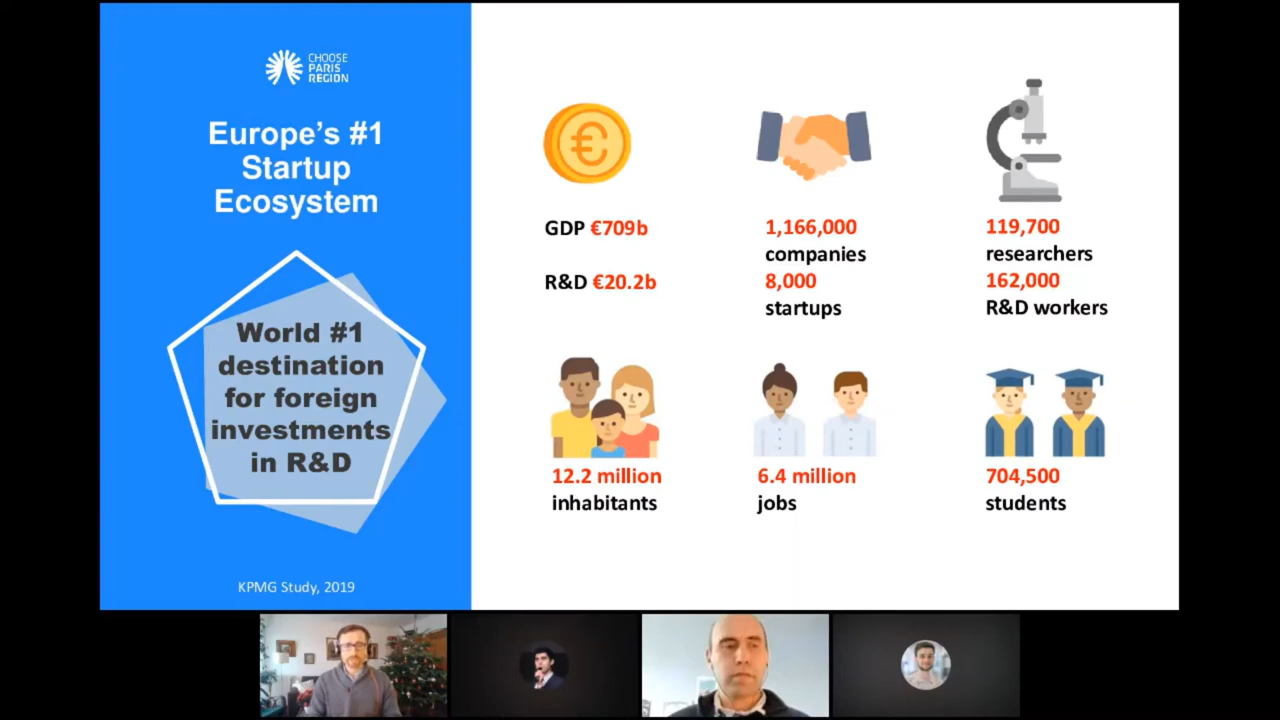 CHOOSE
PARIS
REGION
Europe's #1
Startup
Ecosystem
World #1
destination
for foreign
investments
in R&D
KPMG Study, 2019
€
GDP €709b
R&D €20.2b
1,166,000
companies
8,000
startups
119,700
researchers
162,000
R&D workers
12.2 million
inhabitants
6.4 million
jobs
704,500
students